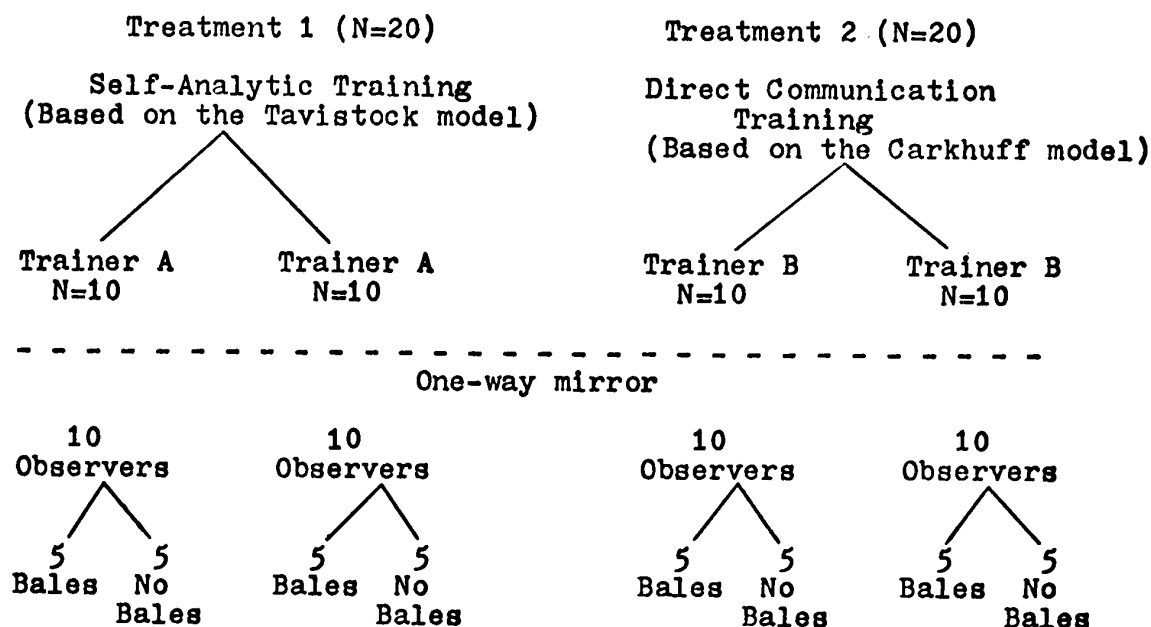 Treatment 1 (N=20)
Treatment 2 (N=20)
Self-Analytic Training
(Based on the Tavistock model)
Direct Communication
Training
(Based on the Carkhuff model)
Trainer A
N=10
Trainer A
N=10
Trainer B
N=10
Trainer B
N=10
One-way mirror
10
Observers
10
Observers
10
Observers
10
Observers
5
Bales
5
No
Bales
5
Bales
5
No
Bales
5
Bales
5
No
Bales
5
Bales
5
No
Bales